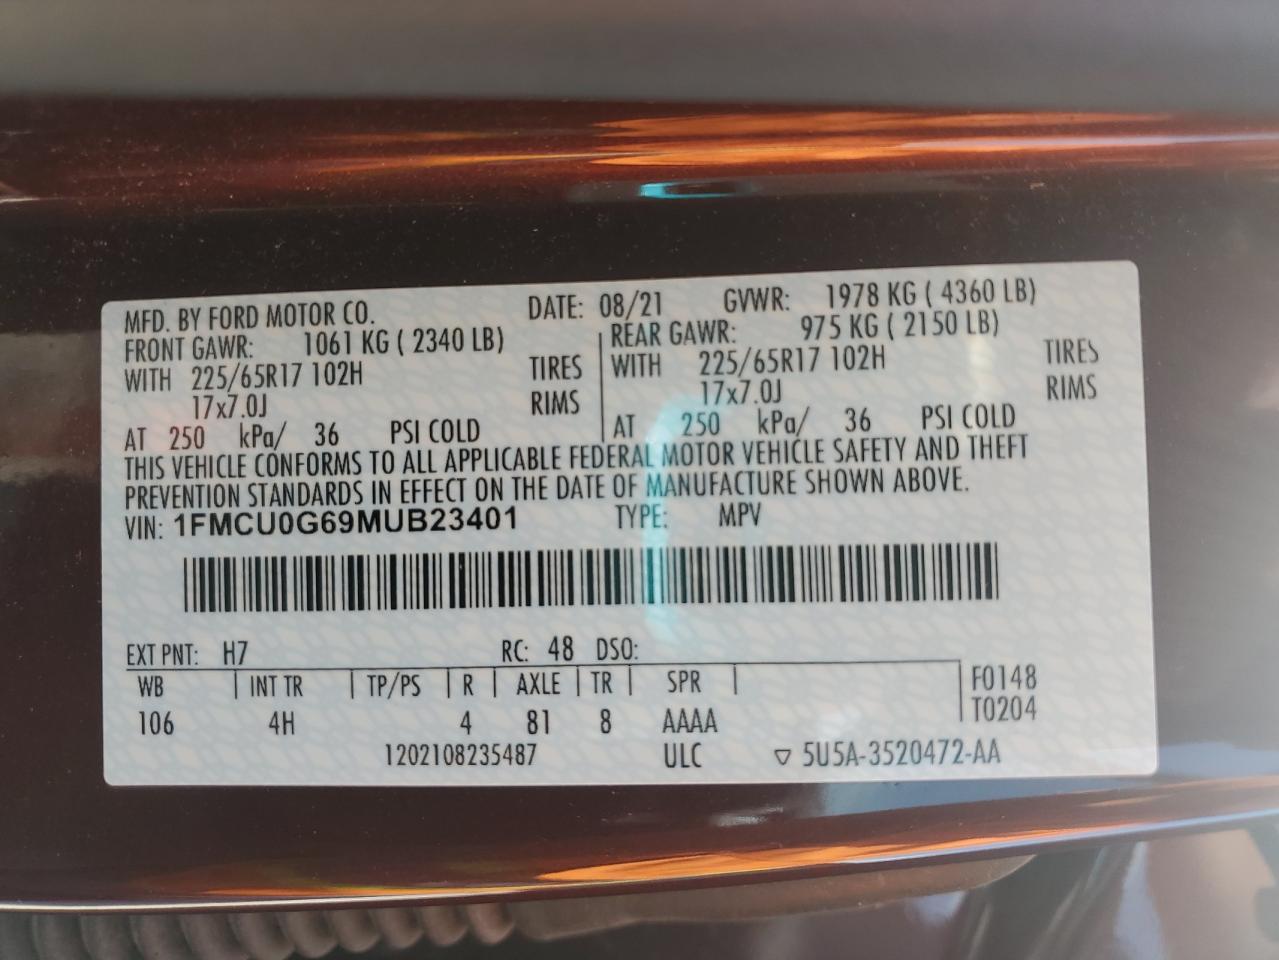 MFD. BY FORD MOTOR CO. DATE: 08/21 GVWR: 1978 KG ( 4360 LB)
FRONT GAWR: 1061 KG ( 2340 LB) REAR GAWR: 975 KG ( 2150 LB)
WITH 225/65R17 102H TIRES WITH 225/65R17 102H TIRES
17x7.0J RIMS 17x7.0J RIMS
AT 250 kPa/ 36 PSI COLD AT 250 kPa/ 36 PSI COLD
THIS VEHICLE CONFORMS TO ALL APPLICABLE FEDERAL MOTOR VEHICLE SAFETY AND THEFT
PREVENTION STANDARDS IN EFFECT ON THE DATE OF MANUFACTURE SHOWN ABOVE.
VIN: 1FMCU0G69MUB23401 TYPE: MPV
EXT PNT: H7 RC: 48 DSO:
WB INT TR TP/PS R AXLE TR SPR F0148
106 4H 4 81 8 AAAA T0204
1202108235487 ULC ▽ 5U5A-3520472-AA